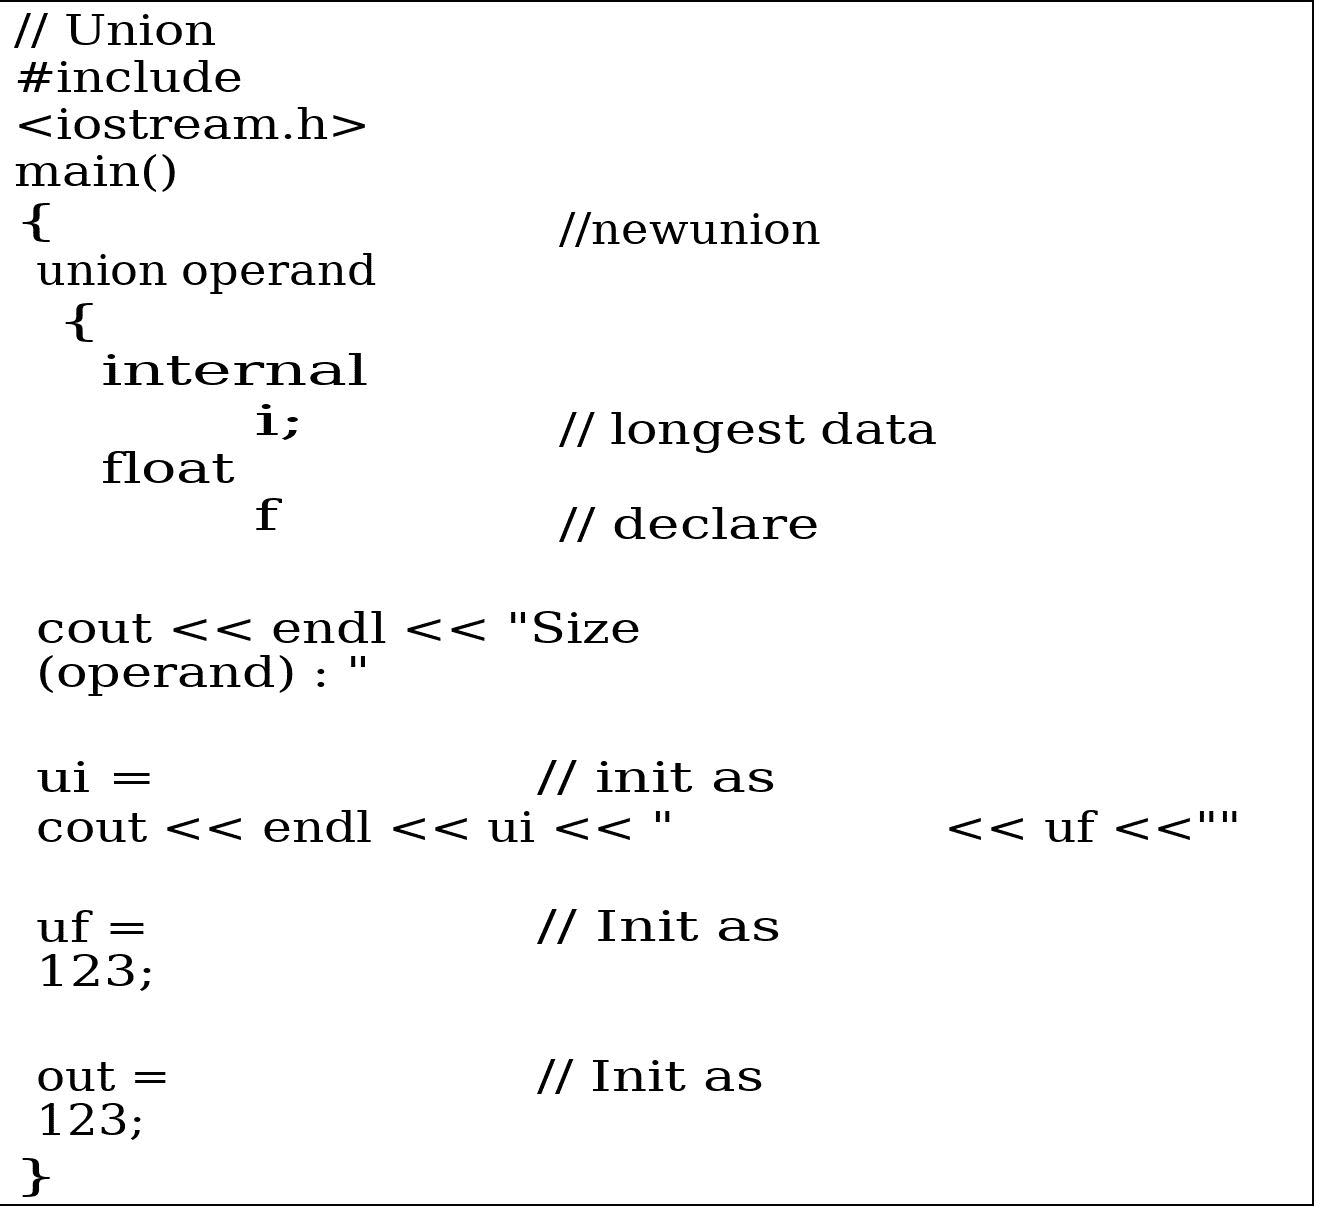 // Union
#include
<iostream.h>
main()
{
//newunion
union operand
{
internal
i;
// longest data
float
f
// declare
cout << endl << "Size
(operand) : "
ui =
// init as
cout << endl << ui << " << uf <<""
uf =
// Init as
123;
out =
// Init as
123;
}